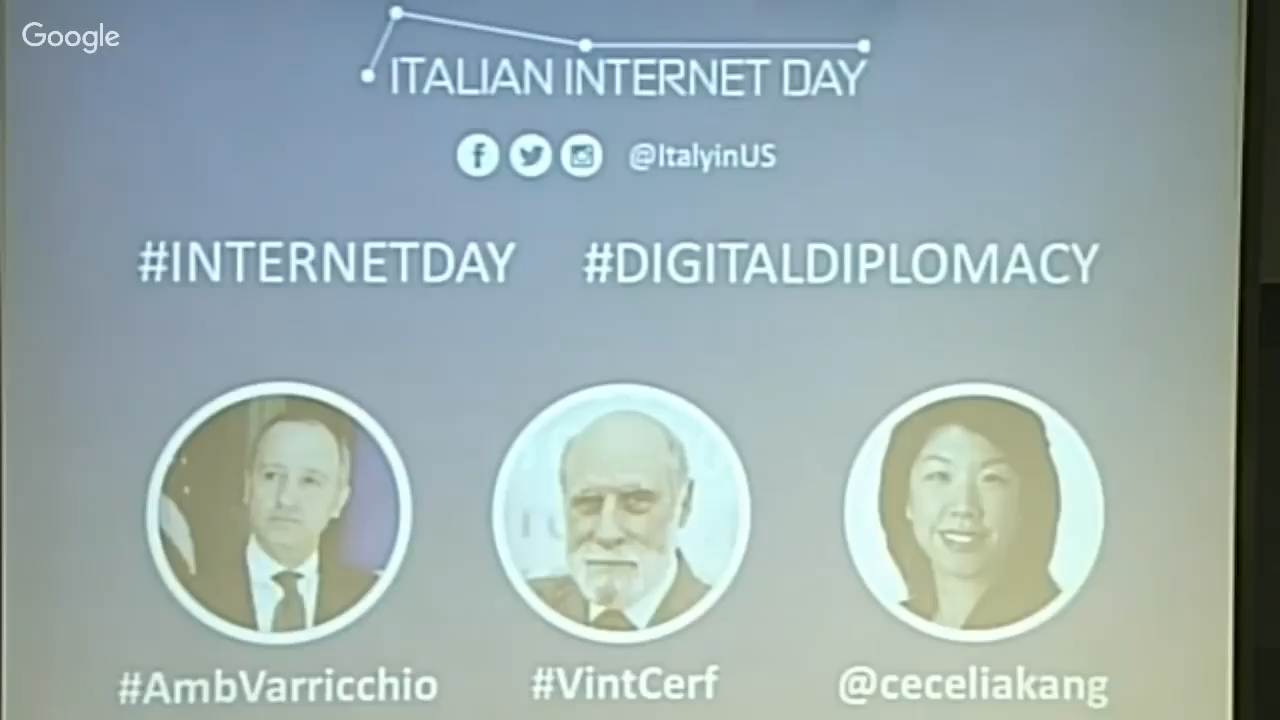 Google
ITALIAN INTERNET DAY
@ItalyinUS
#INTERNETDAY #DIGITALDIPLOMACY
#AmbVarricchio #VintCerf @ceceliakang